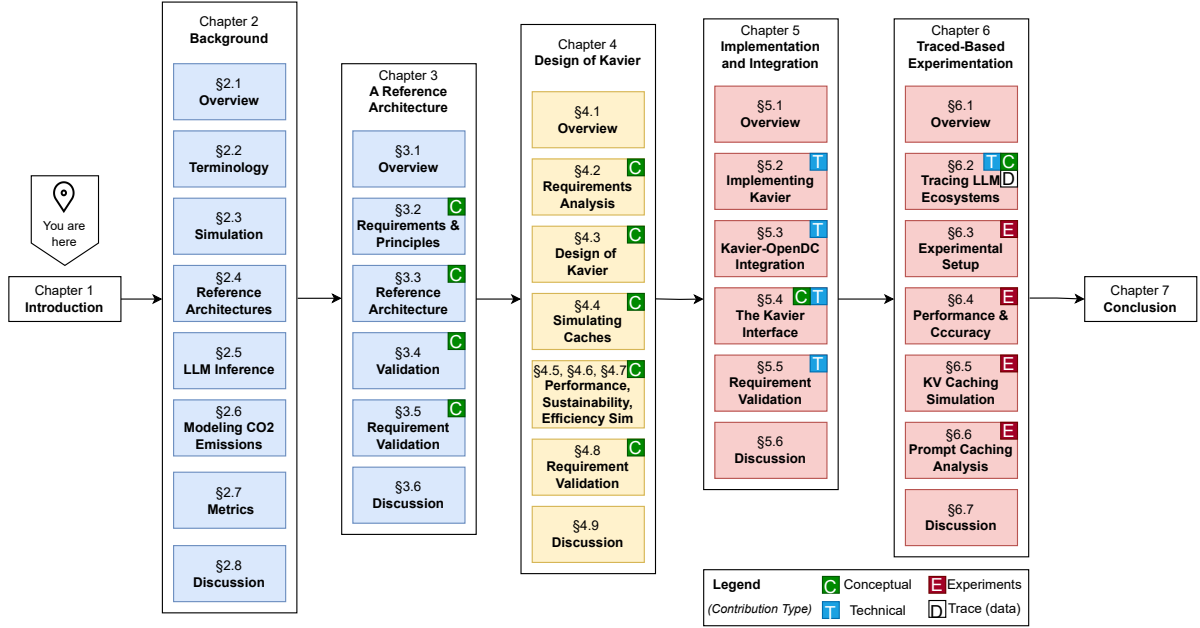 You are
here
Chapter 1
Introduction
Chapter 2
Background
§2.1
Overview
§2.2
Terminology
§2.3
Simulation
§2.4
Reference
Architectures
§2.5
LLM Inference
§2.6
Modeling CO2
Emissions
§2.7
Metrics
§2.8
Discussion
Chapter 3
A Reference
Architecture
§3.1
Overview
§3.2 C
Requirements &
Principles
§3.3 C
Reference
Architecture
§3.4 C
Validation
§3.5 C
Requirement
Validation
§3.6
Discussion
Chapter 4
Design of Kavier
§4.1
Overview
§4.2 C
Requirements
Analysis
§4.3 C
Design of
Kavier
§4.4 C
Simulating
Caches
§4.5, §4.6, §4.7 C
Performance,
Sustainability,
Efficiency Sim
§4.8 C
Requirement
Validation
§4.9
Discussion
Chapter 5
Implementation
and Integration
§5.1
Overview
§5.2 T
Implementing
Kavier
§5.3 T
Kavier-OpenDC
Integration
§5.4 C T
The Kavier
Interface
§5.5 T
Requirement
Validation
§5.6
Discussion
Chapter 6
Traced-Based
Experimentation
§6.1
Overview
§6.2 T C
Tracing LLM D
Ecosystems
§6.3 E
Experimental
Setup
§6.4 E
Performance &
Cccuracy
§6.5 E
KV Caching
Simulation
§6.6 E
Prompt Caching
Analysis
§6.7
Discussion
Chapter 7
Conclusion
Legend C Conceptual E Experiments
(Contribution Type) T Technical D Trace (data)